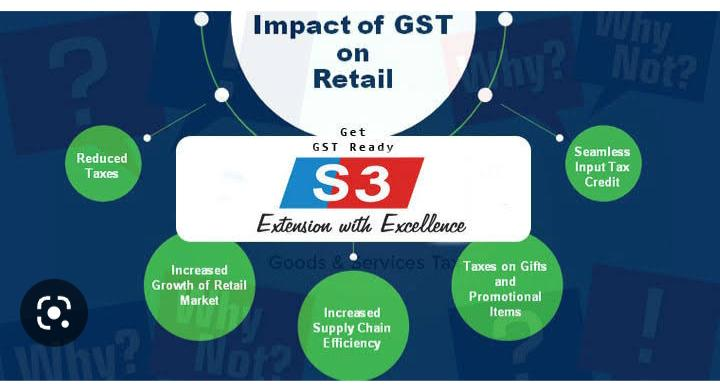 Impact of GST
on
Retail
Why
Not?
Why?
Get
GST Ready
Reduced
Taxes
S3
Extension with Excellence
Seamless
Input Tax
Credit
Goods & Services Tax
Increased
Growth of Retail
Market
Taxes on Gifts
and
Promotional
Items
Increased
Supply Chain
Efficiency
?
Why?
Why
Not?
?
!